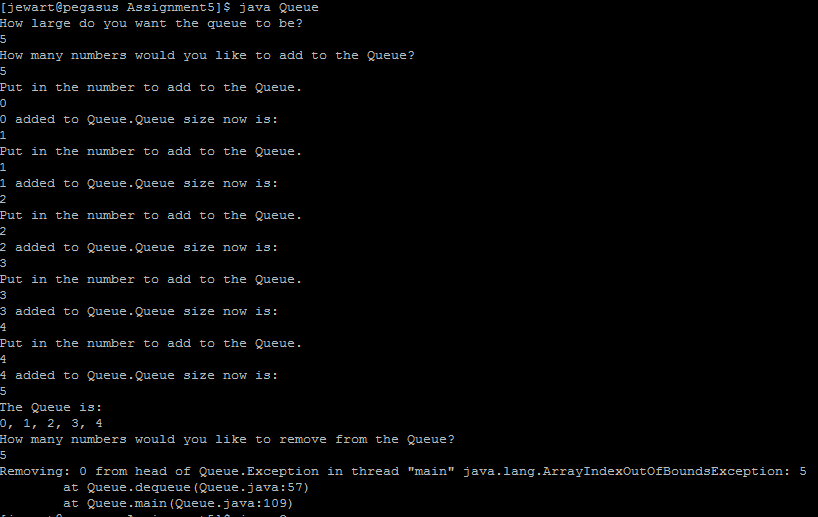 [jewart@pegasus Assignment5]$ java Queue
How large do you want the queue to be?
5
How many numbers would you like to add to the Queue?
5
Put in the number to add to the Queue.
0
0 added to Queue.Queue size now is:
1
Put in the number to add to the Queue.
1
1 added to Queue.Queue size now is:
2
Put in the number to add to the Queue.
2
2 added to Queue.Queue size now is:
3
Put in the number to add to the Queue.
3
3 added to Queue.Queue size now is:
4
Put in the number to add to the Queue.
4
4 added to Queue.Queue size now is:
5
The Queue is:
0, 1, 2, 3, 4
How many numbers would you like to remove from the Queue?
5
Removing: 0 from head of Queue.Exception in thread "main" java.lang.ArrayIndexOutOfBoundsException: 5
        at Queue.dequeue(Queue.java:57)
        at Queue.main(Queue.java:109)